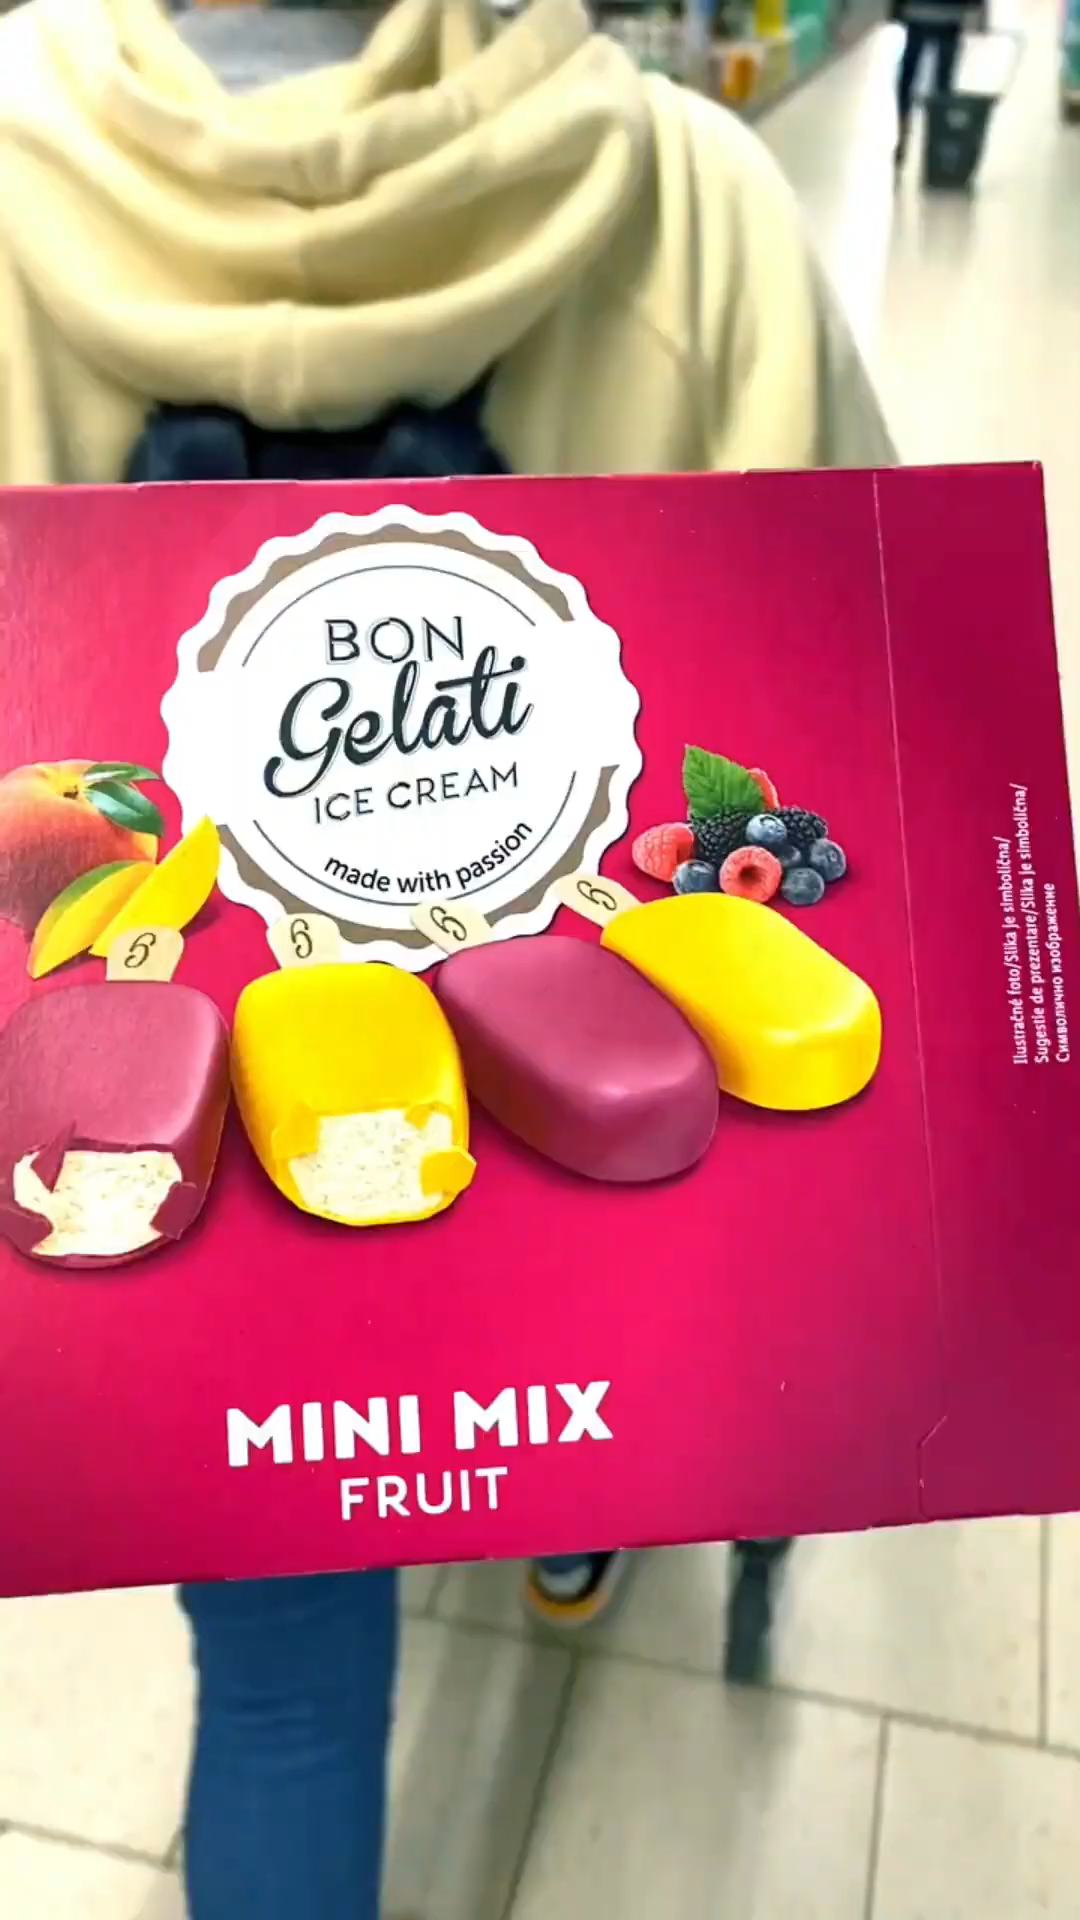 BON
Gelati
ICE CREAM
made with passion
MINI MIX
FRUIT
Ilustračné foto/Slika je simbolična/
Sugestie de prezentare/Slika je simbolična/
Символично изображение